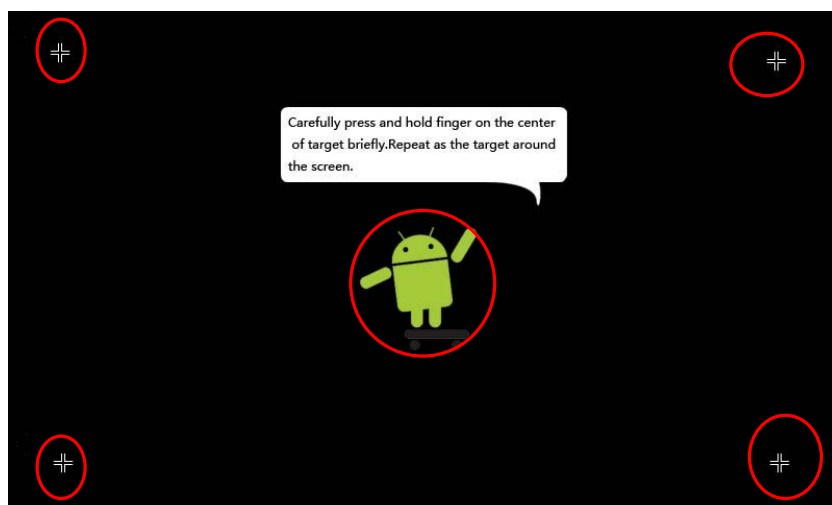 Carefully press and hold finger on the center
of target briefly.Repeat as the target around
the screen.